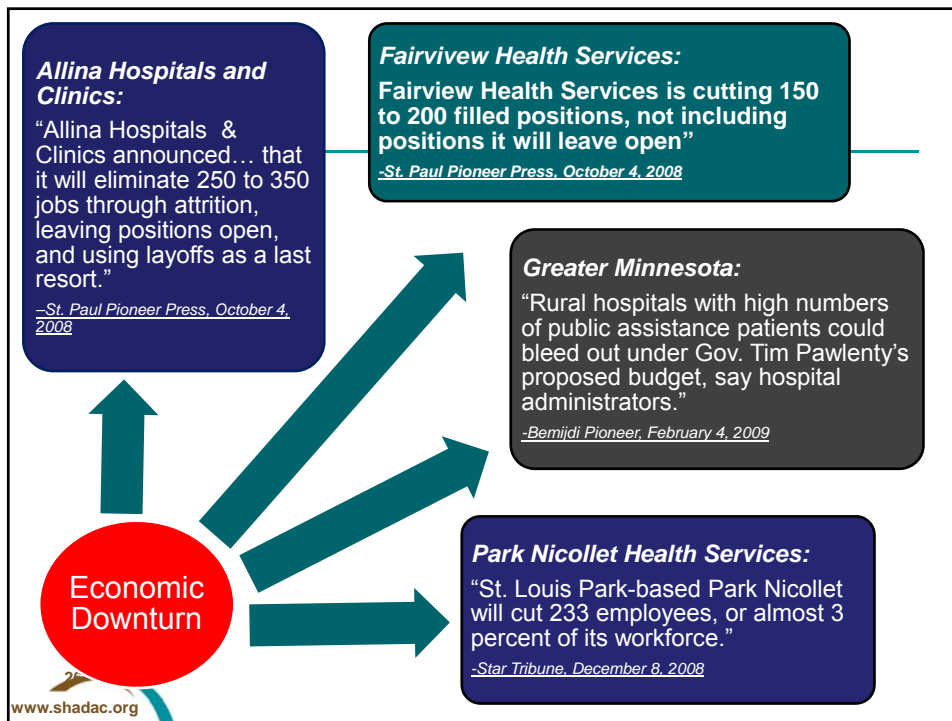 Allina Hospitals and
Clinics:
“Allina Hospitals &
Clinics announced… that
it will eliminate 250 to 350
jobs through attrition,
leaving positions open,
and using layoffs as a last
resort.”
–St. Paul Pioneer Press, October 4,
2008
Fairvivew Health Services:
Fairview Health Services is cutting 150
to 200 filled positions, not including
positions it will leave open”
-St. Paul Pioneer Press, October 4, 2008
Greater Minnesota:
“Rural hospitals with high numbers
of public assistance patients could
bleed out under Gov. Tim Pawlenty’s
proposed budget, say hospital
administrators.”
-Bemijdi Pioneer, February 4, 2009
Park Nicollet Health Services:
“St. Louis Park-based Park Nicollet
will cut 233 employees, or almost 3
percent of its workforce.”
-Star Tribune, December 8, 2008
Economic
Downturn
www.shadac.org